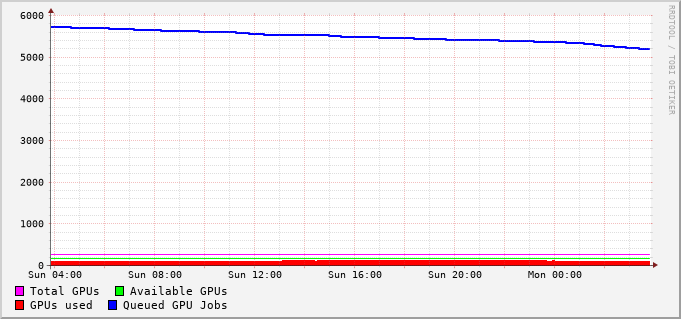 6000
5000
4000
3000
2000
1000
0
Sun 04:00 Sun 08:00 Sun 12:00 Sun 16:00 Sun 20:00 Mon 00:00
Total GPUs Available GPUs
GPUs used Queued GPU Jobs
RRDTOOL / TOBI OETIKER